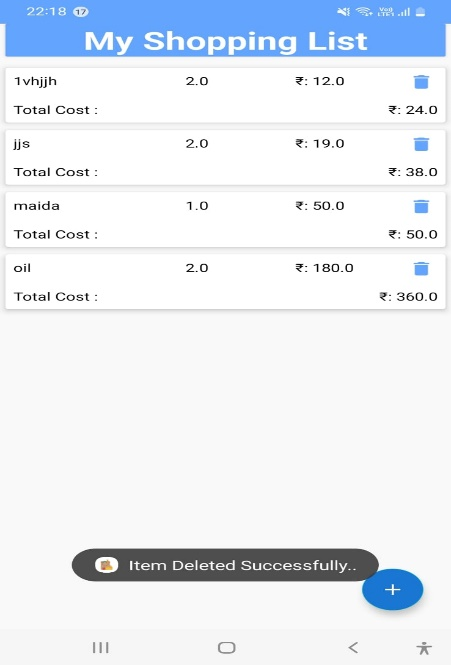 22:18 17 Vo)) LTE1
My Shopping List
1vhjjh 2.0 ₹: 12.0
Total Cost : ₹: 24.0
jjs 2.0 ₹: 19.0
Total Cost : ₹: 38.0
maida 1.0 ₹: 50.0
Total Cost : ₹: 50.0
oil 2.0 ₹: 180.0
Total Cost : ₹: 360.0
Item Deleted Successfully..
+